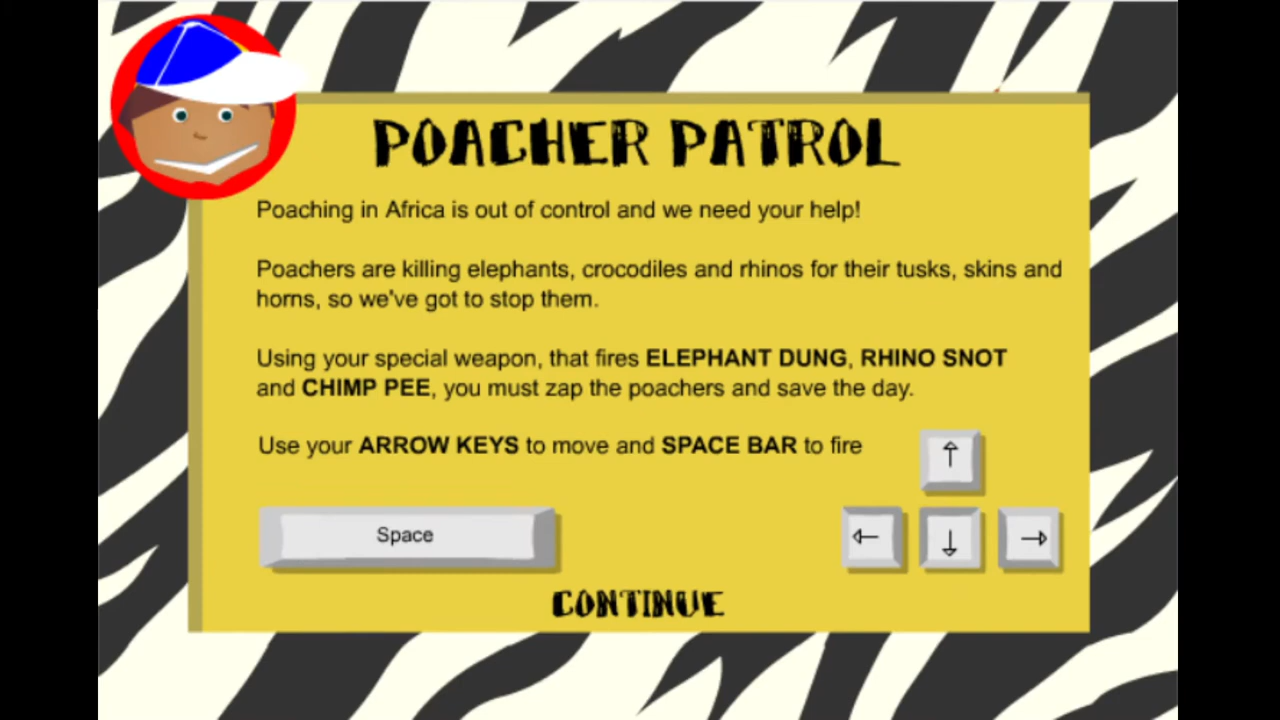 POACHER PATROL
Poaching in Africa is out of control and we need your help!
Poachers are killing elephants, crocodiles and rhinos for their tusks, skins and
horns, so we've got to stop them.
Using your special weapon, that fires ELEPHANT DUNG, RHINO SNOT
and CHIMP PEE, you must zap the poachers and save the day.
Use your ARROW KEYS to move and SPACE BAR to fire
↑
Space
← ↓ →
CONTINUE